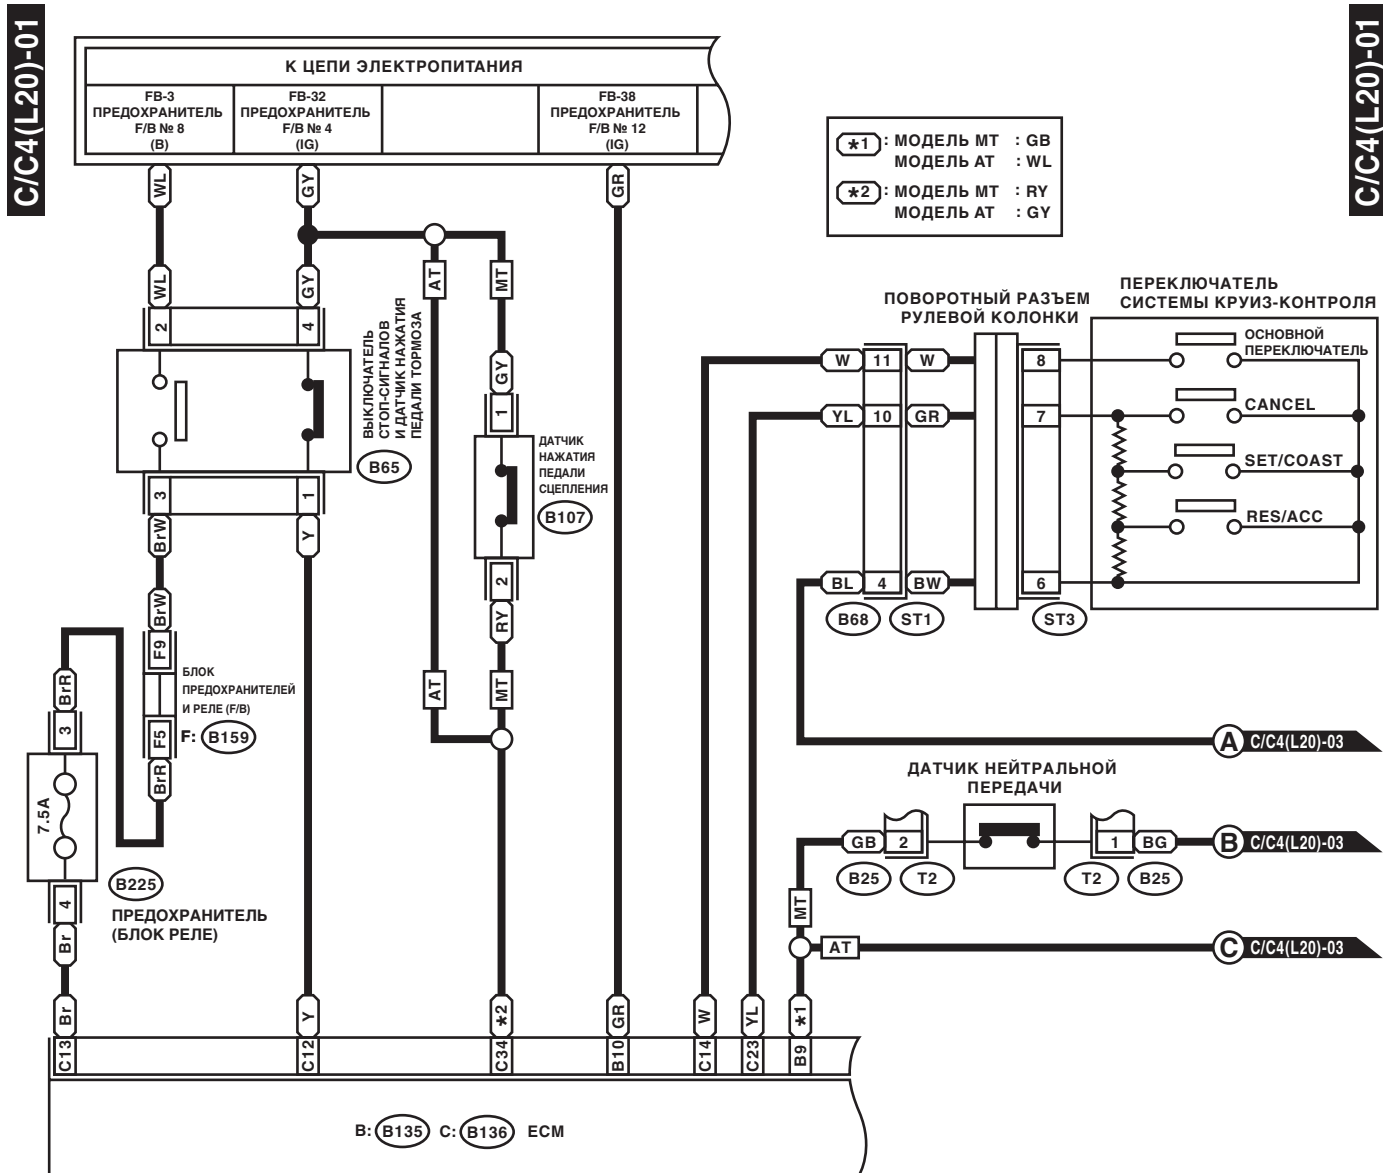 C/C4(L20)-01
C/C4(L20)-01
К ЦЕПИ ЭЛЕКТРОПИТАНИЯ
FB-3
ПРЕДОХРАНИТЕЛЬ
F/B № 8
(B)
FB-32
ПРЕДОХРАНИТЕЛЬ
F/B № 4
(IG)
FB-38
ПРЕДОХРАНИТЕЛЬ
F/B № 12
(IG)
*1 : МОДЕЛЬ МТ : GB
МОДЕЛЬ АТ : WL
*2 : МОДЕЛЬ МТ : RY
МОДЕЛЬ АТ : GY
WL
GY
GR
WL
GY
AT
MT
2
4
ВЫКЛЮЧАТЕЛЬ
СТОП-СИГНАЛОВ
И ДАТЧИК НАЖАТИЯ
ПЕДАЛИ ТОРМОЗА
B65
3
1
BrW
Y
GY
1
ДАТЧИК
НАЖАТИЯ
ПЕДАЛИ
СЦЕПЛЕНИЯ
B107
2
RY
AT
MT
BrW
F9
БЛОК
ПРЕДОХРАНИТЕЛЕЙ
И РЕЛЕ (F/B)
F: B159
F5
BrR
BrR
3
7.5A
4
Br
B225
ПРЕДОХРАНИТЕЛЬ
(БЛОК РЕЛЕ)
ПОВОРОТНЫЙ РАЗЪЕМ
РУЛЕВОЙ КОЛОНКИ
ПЕРЕКЛЮЧАТЕЛЬ
СИСТЕМЫ КРУИЗ-КОНТРОЛЯ
W 11 W 8
ОСНОВНОЙ
ПЕРЕКЛЮЧАТЕЛЬ
YL 10 GR 7
CANCEL
SET/COAST
RES/ACC
BL 4 BW 6
B68 ST1 ST3
A C/C4(L20)-03
ДАТЧИК НЕЙТРАЛЬНОЙ
ПЕРЕДАЧИ
GB 2 1 BG
B C/C4(L20)-03
B25 T2 T2 B25
MT
AT
C C/C4(L20)-03
Br Y *2 GR W YL *1
C13 C12 C34 B10 C14 C23 B9
B: B135 C: B136 ECM